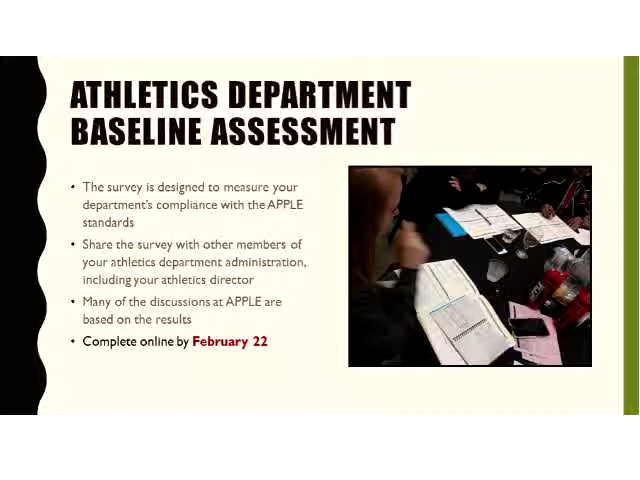 ATHLETICS DEPARTMENT
BASELINE ASSESSMENT
• The survey is designed to measure your
department's compliance with the APPLE
standards
• Share the survey with other members of
your athletics department administration,
including your athletics director
• Many of the discussions at APPLE are
based on the results
• Complete online by February 22